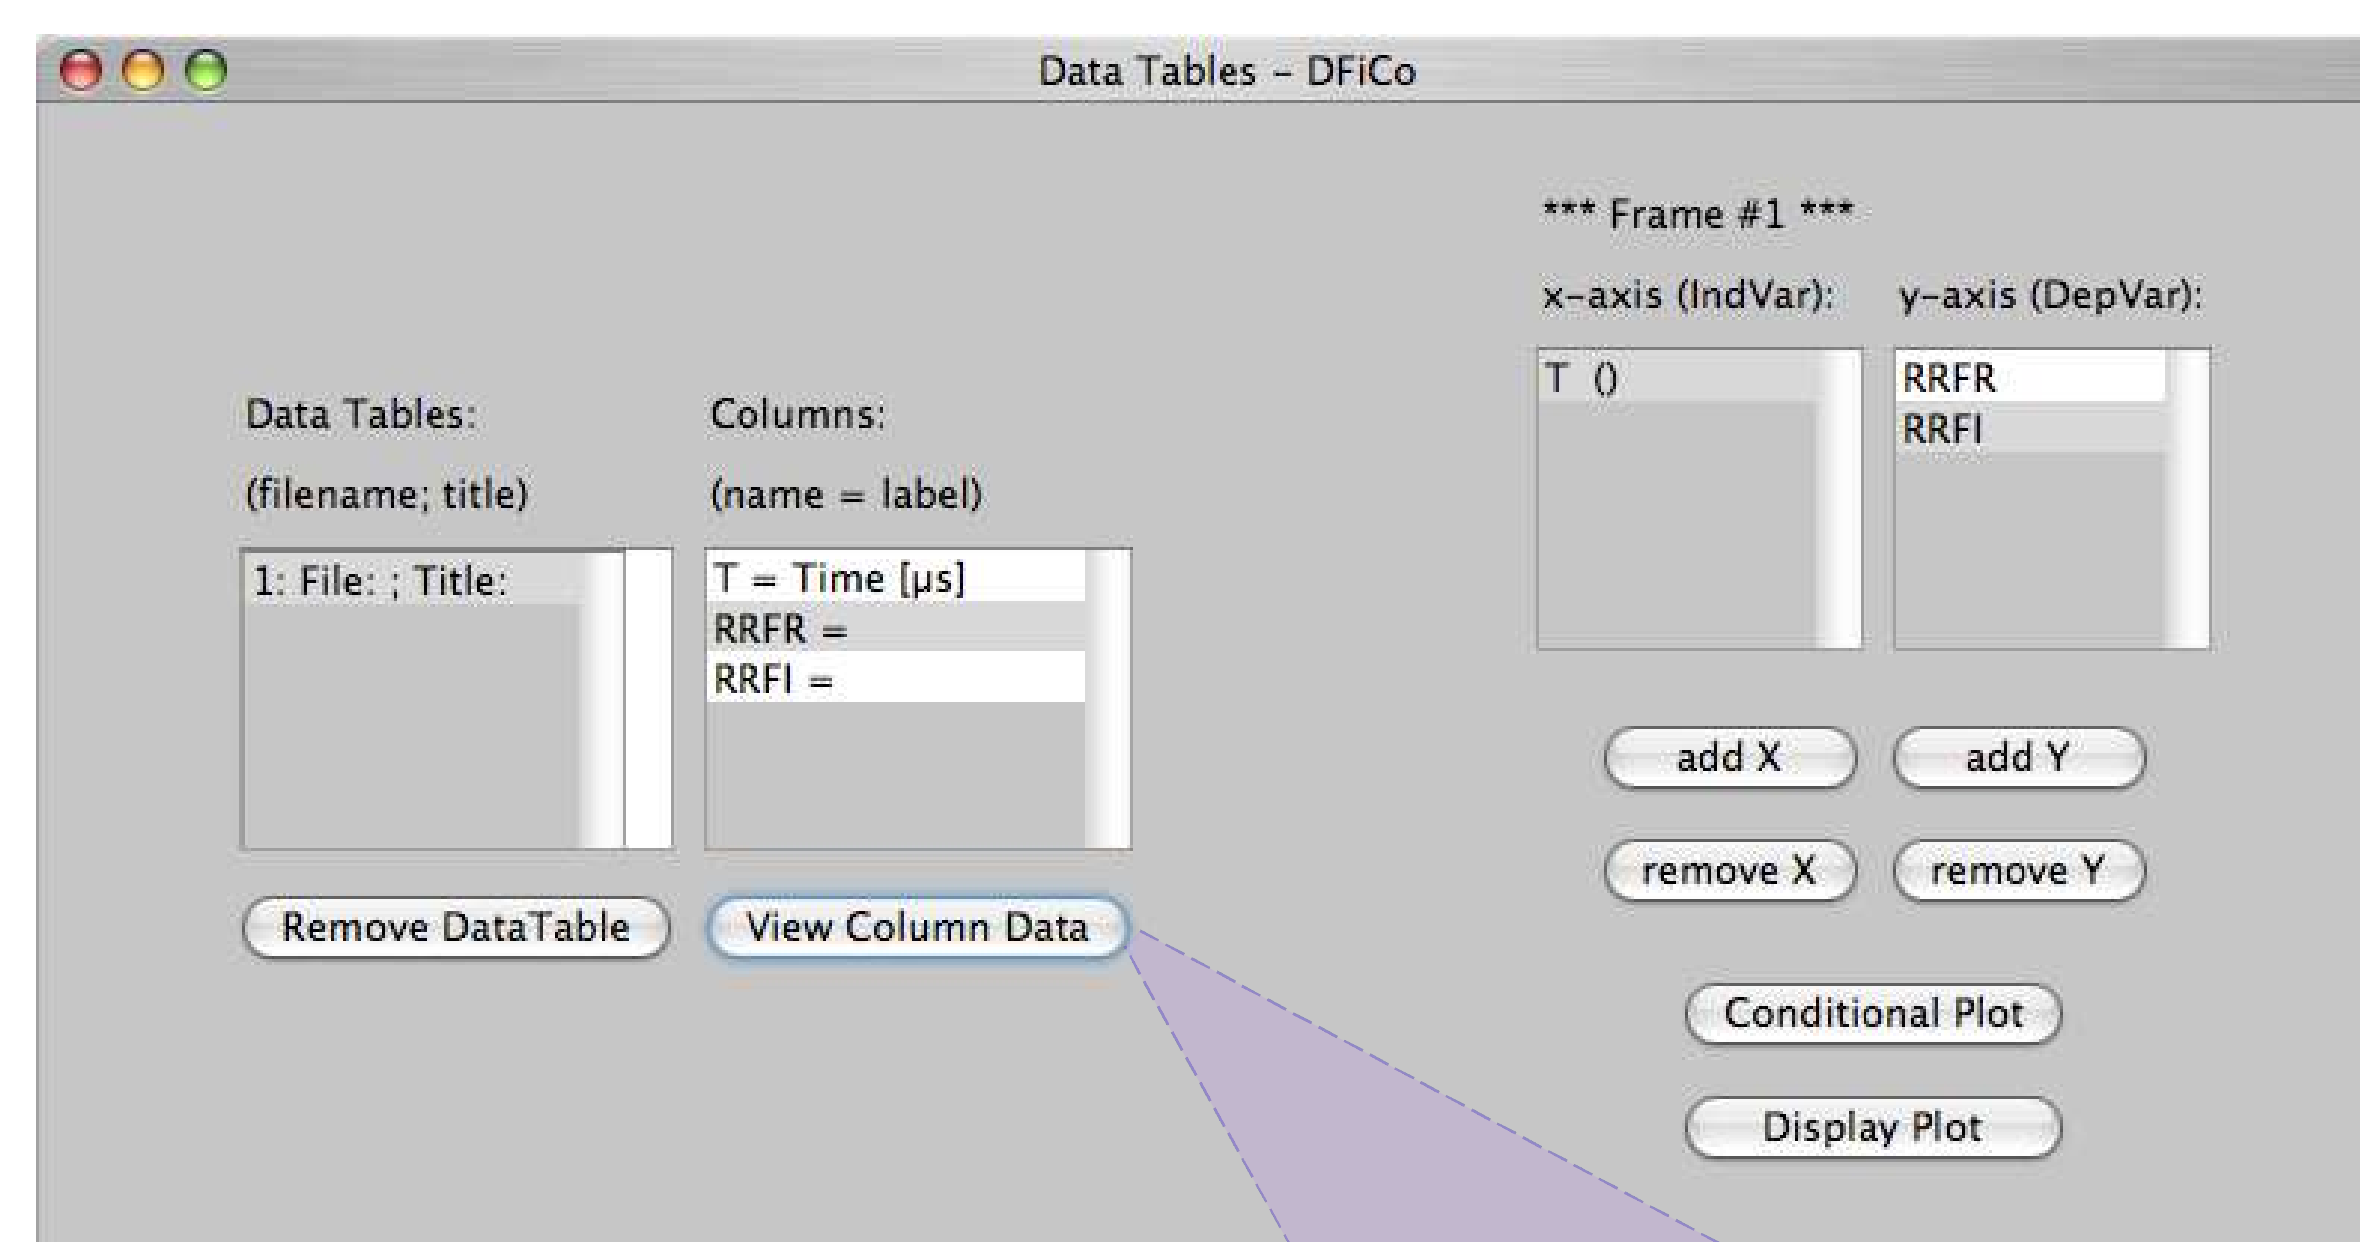 Data Tables – DFiCo
*** Frame #1 ***
x-axis (IndVar):
y-axis (DepVar):
T ()
RRFR
RRFI
Data Tables:
(filename; title)
1: File: ; Title:
Columns:
(name = label)
T = Time [µs]
RRFR =
RRFI =
Remove DataTable
View Column Data
add X
add Y
remove X
remove Y
Conditional Plot
Display Plot